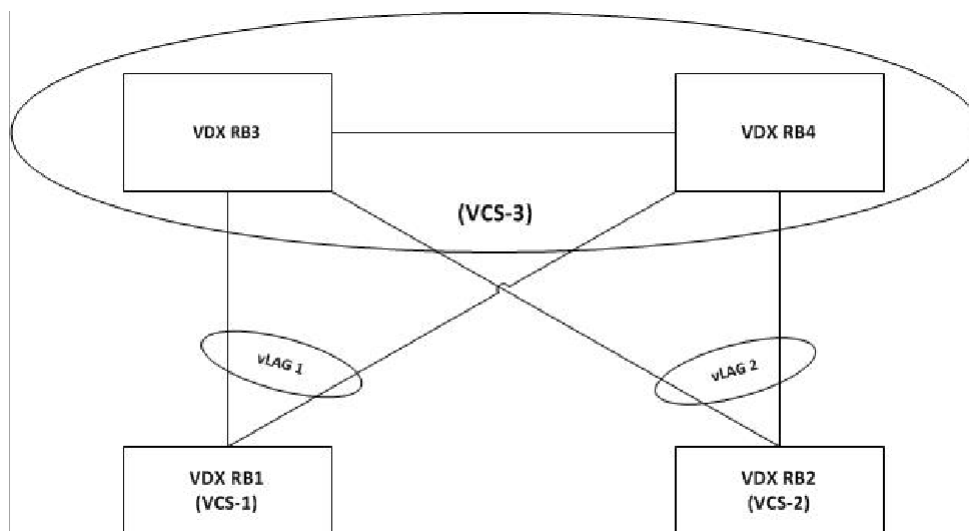 VDX RB3
VDX RB4
(VCS-3)
vLAG 1
vLAG 2
VDX RB1
(VCS-1)
VDX RB2
(VCS-2)